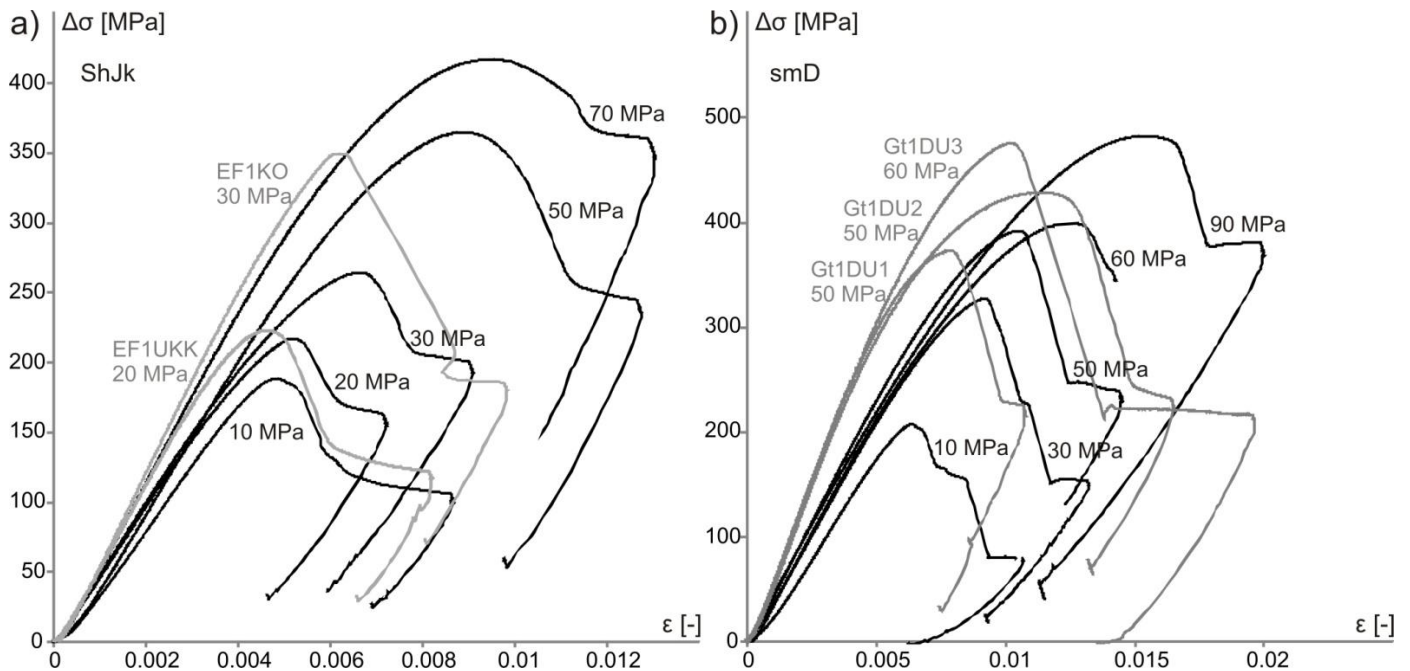 a) Δσ [MPa]
ShJk
400
350
300
250
200
150
100
50
0
0 0.002 0.004 0.006 0.008 0.01 0.012
ε [-]
70 MPa
50 MPa
30 MPa
20 MPa
10 MPa
EF1KO
30 MPa
EF1UKK
20 MPa
b) Δσ [MPa]
smD
500
400
300
200
100
0
0 0.005 0.01 0.015 0.02
ε [-]
Gt1DU3
60 MPa
Gt1DU2
50 MPa
Gt1DU1
50 MPa
90 MPa
60 MPa
50 MPa
30 MPa
10 MPa